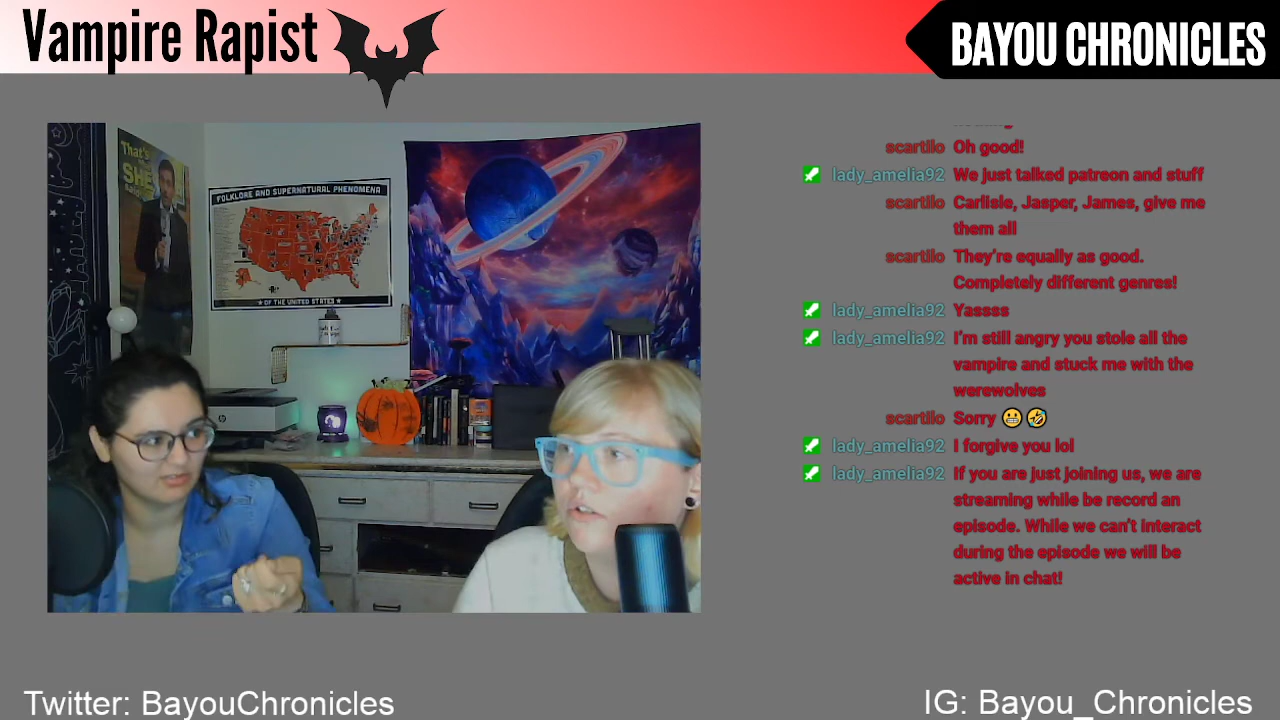 Vampire Rapist
BAYOU CHRONICLES
That's
SHE
FOLKLORE AND SUPERNATURAL PHENOMENA
★ OF THE UNITED STATES ★
scartilo Oh good!
lady_amelia92 We just talked patreon and stuff
scartilo Carlisle, Jasper, James, give me
them all
scartilo They're equally as good.
Completely different genres!
lady_amelia92 Yassss
lady_amelia92 I'm still angry you stole all the
vampire and stuck me with the
werewolves
scartilo Sorry 😬🤣
lady_amelia92 I forgive you lol
lady_amelia92 If you are just joining us, we are
streaming while be record an
episode. While we can't interact
during the episode we will be
active in chat!
Twitter: BayouChronicles
IG: Bayou_Chronicles